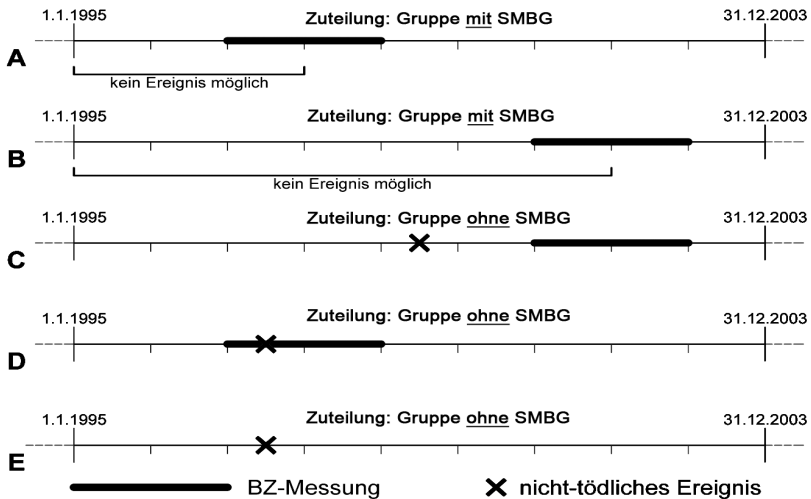 1.1.1995 Zuteilung: Gruppe mit SMBG 31.12.2003
A
kein Ereignis möglich
1.1.1995 Zuteilung: Gruppe mit SMBG 31.12.2003
B
kein Ereignis möglich
1.1.1995 Zuteilung: Gruppe ohne SMBG 31.12.2003
C
1.1.1995 Zuteilung: Gruppe ohne SMBG 31.12.2003
D
1.1.1995 Zuteilung: Gruppe ohne SMBG 31.12.2003
E
BZ-Messung nicht-tödliches Ereignis